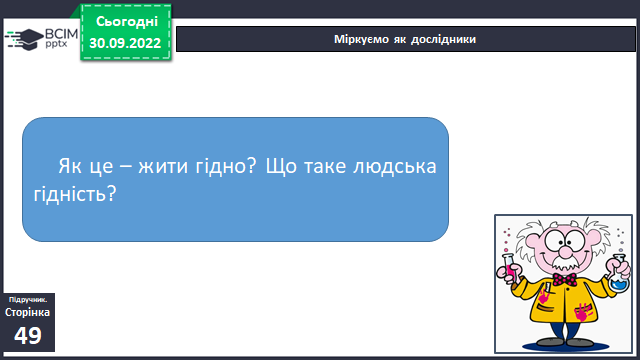 Сьогодні
30.09.2022
BCIM
pptx
Міркуємо як дослідники
Як це – жити гідно? Що таке людська
гідність?
Підручник.
Сторінка
49